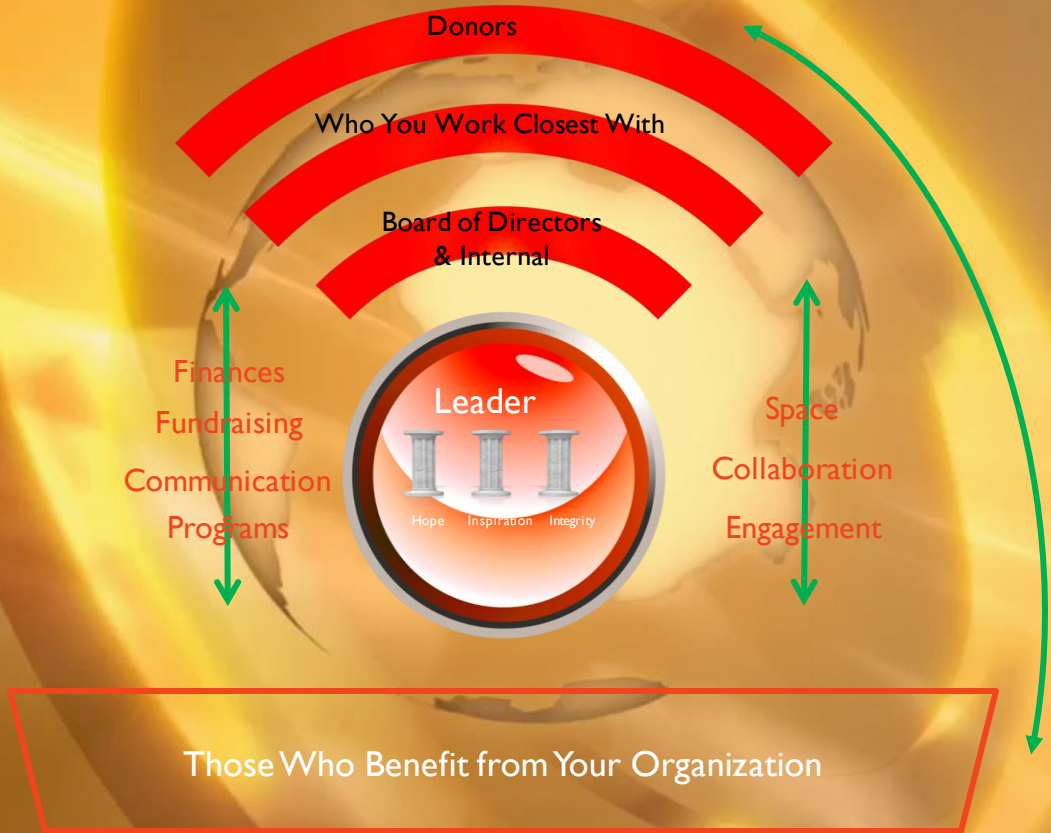 Donors
Who You Work Closest With
Board of Directors
& Internal
Finances
Fundraising
Communication
Programs
Leader
Hope Inspiration Integrity
Space
Collaboration
Engagement
Those Who Benefit from Your Organization